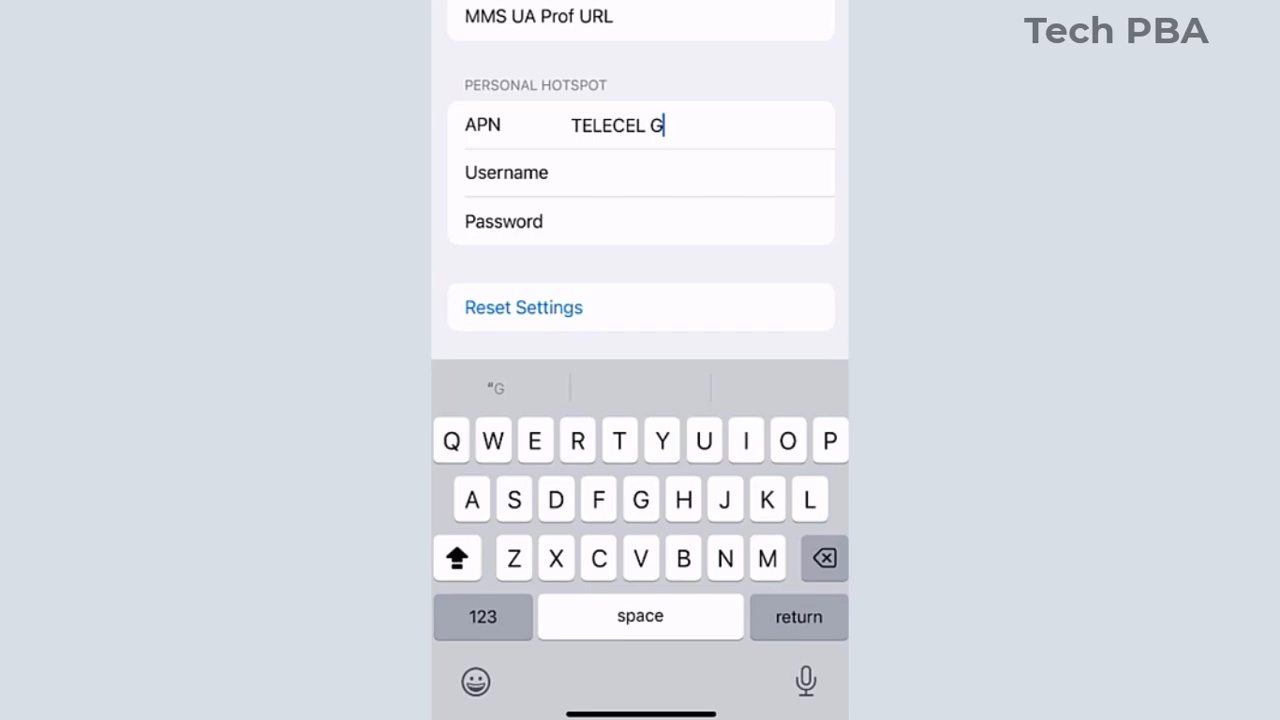 MMS UA Prof URL
Tech PBA
PERSONAL HOTSPOT
APN TELECEL G
Username
Password
Reset Settings
“G
Q W E R T Y U I O P
A S D F G H J K L
Z X C V B N M
123 space return